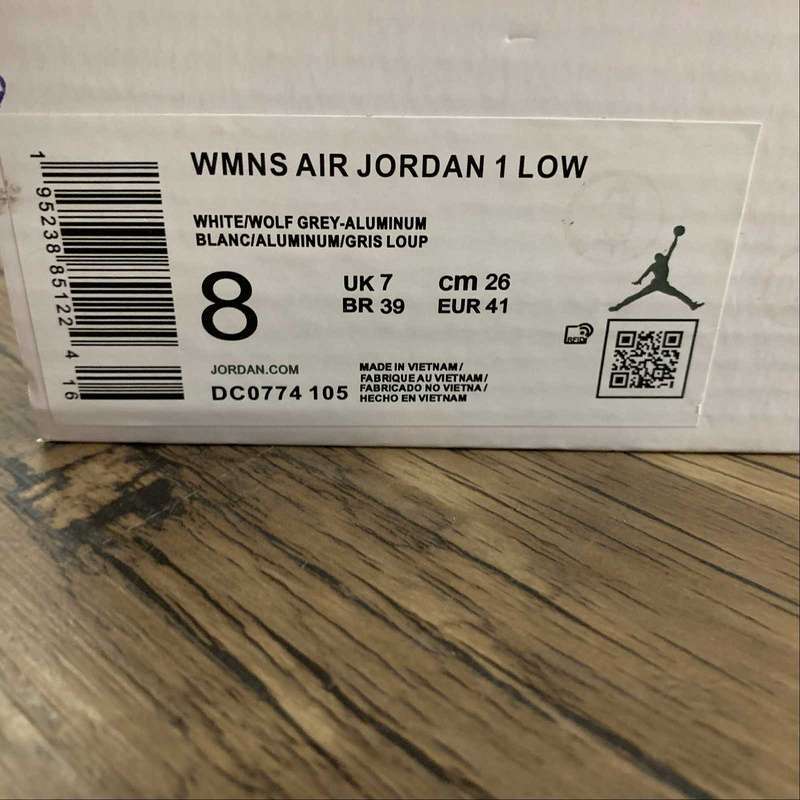 WMNS AIR JORDAN 1 LOW
WHITE/WOLF GREY-ALUMINUM
BLANC/ALUMINUM/GRIS LOUP
8
UK 7 cm 26
BR 39 EUR 41
JORDAN.COM
DC0774 105
MADE IN VIETNAM/
FABRIQUE AU VIETNAM/
FABRICADO NO VIETNA/
HECHO EN VIETNAM
RFID
1 95238 85122 4 16